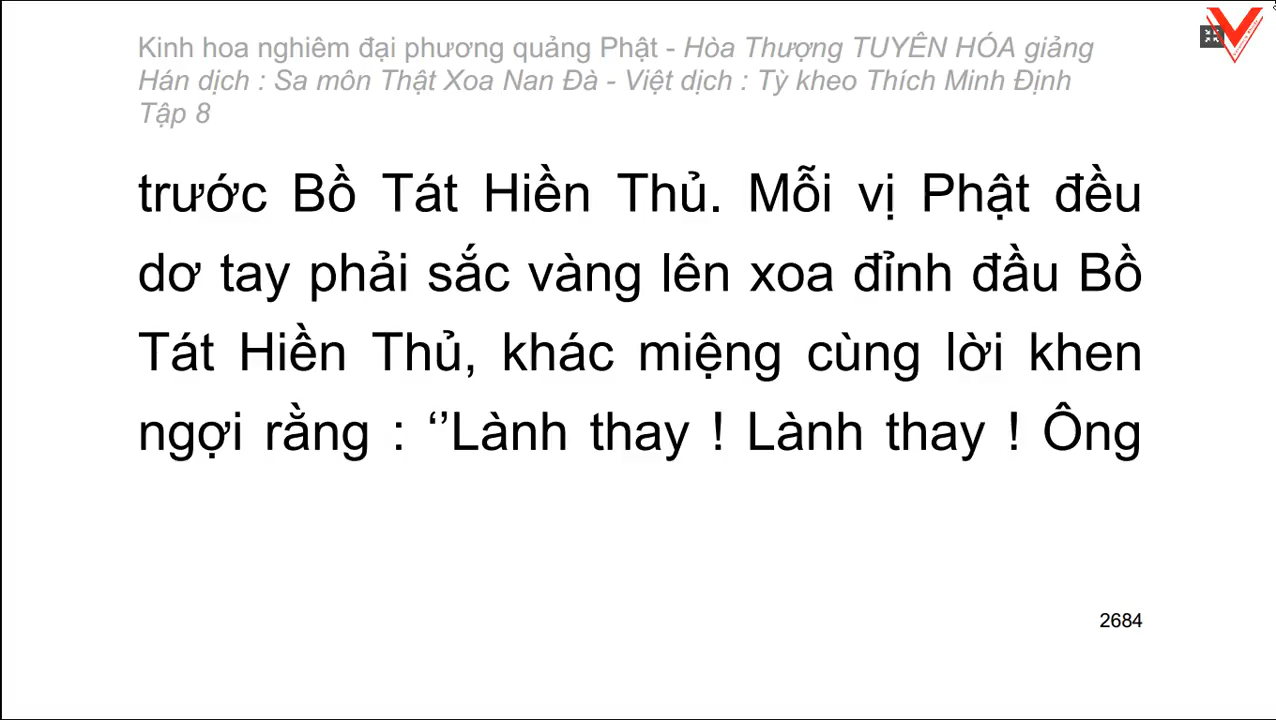 Kinh hoa nghiêm đại phương quảng Phật - Hòa Thượng TUYÊN HÓA giảng
Hán dịch : Sa môn Thật Xoa Nan Đà - Việt dịch : Tỳ kheo Thích Minh Định
Tập 8
trước Bồ Tát Hiền Thủ. Mỗi vị Phật đều
dơ tay phải sắc vàng lên xoa đỉnh đầu Bồ
Tát Hiền Thủ, khác miệng cùng lời khen
ngợi rằng : ‘’Lành thay ! Lành thay ! Ông
2684